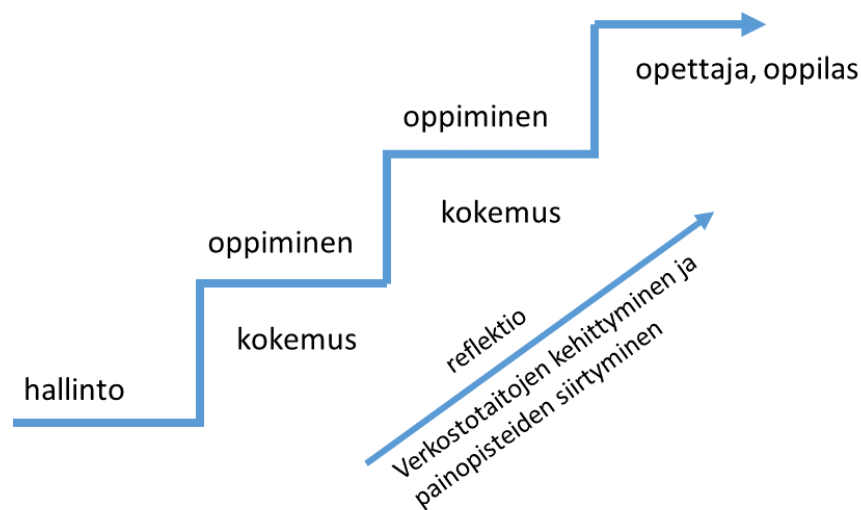 opettaja, oppilas
oppiminen
kokemus
oppiminen
kokemus
hallinto
reflektio
Verkostotaitojen kehittyminen ja
painopisteiden siirtyminen